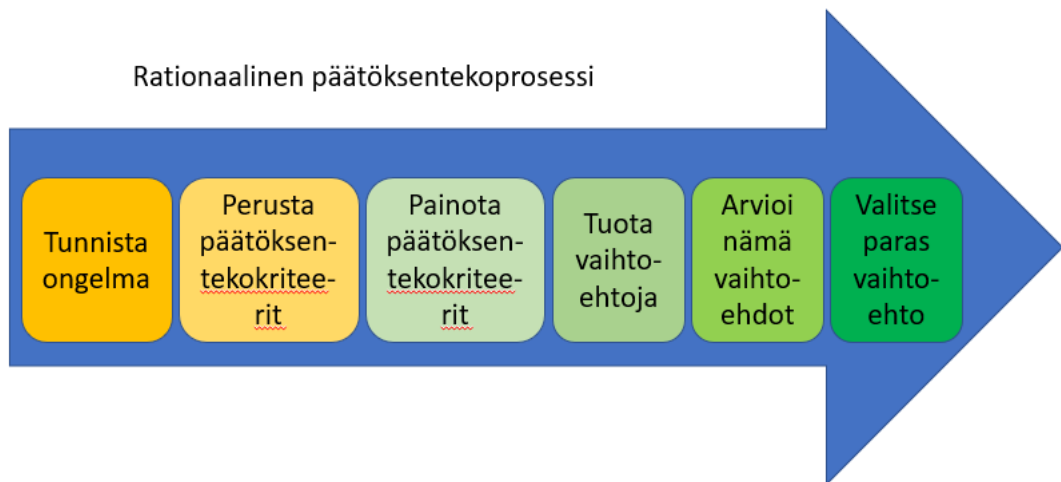 Rationaalinen päätöksentekoprosessi
Tunnista
ongelma
Perusta
päätöksen-
tekokritee-
rit
Painota
päätöksen-
tekokritee-
rit
Tuota
vaihto-
ehtoja
Arvioi
nämä
vaihto-
ehdot
Valitse
paras
vaihto-
ehto